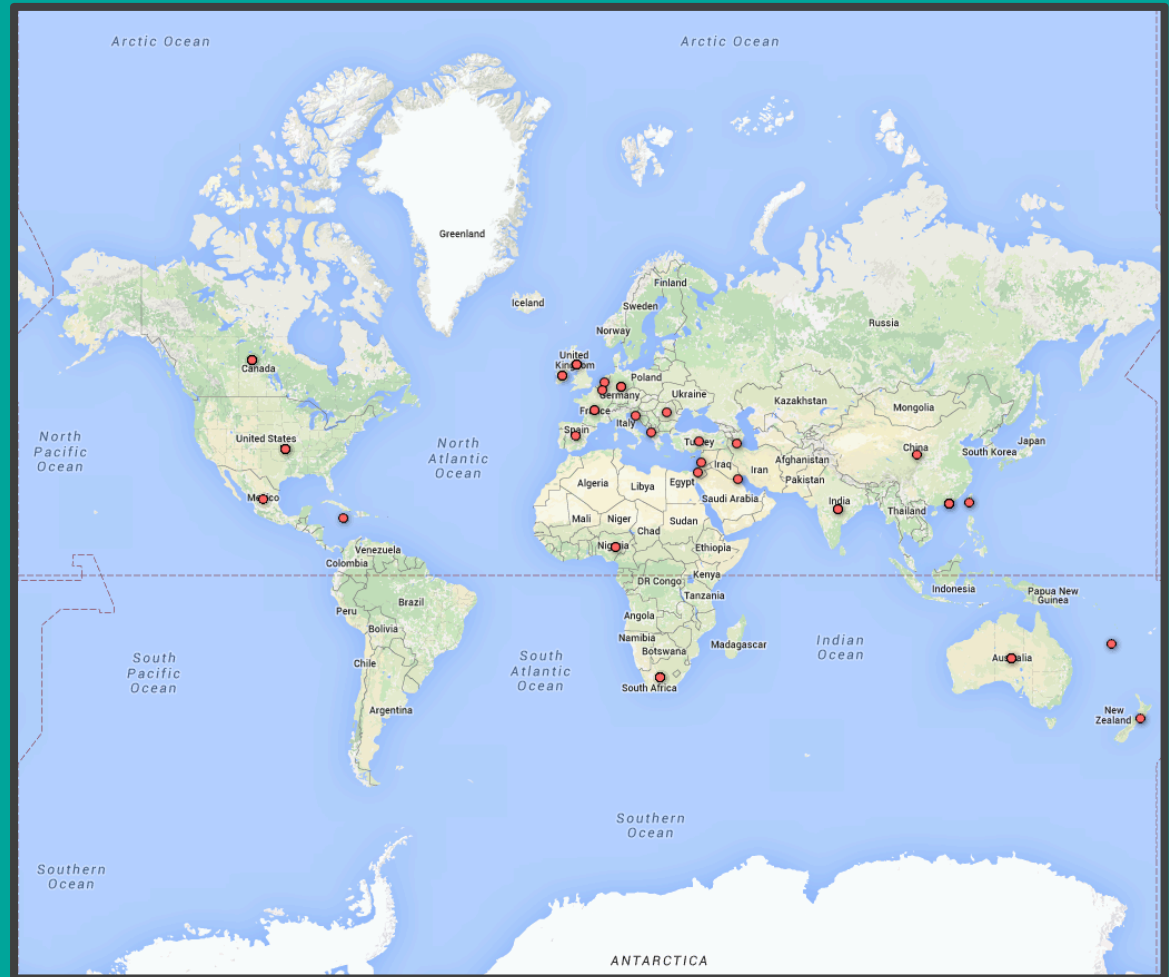 Arctic Ocean
Arctic Ocean
Greenland
Iceland
Finland
Sweden
Norway
Russia
United
Kingdom
Canada
Poland
Germany
Ukraine
Kazakhstan
Mongolia
France
Italy
Spain
Turkey
North
Pacific
Ocean
United States
North
Atlantic
Ocean
China
Japan
South Korea
Afghanistan
Iraq
Iran
Pakistan
Algeria
Libya
Egypt
Saudi Arabia
Mexico
India
Thailand
Mali
Niger
Chad
Sudan
Nigeria
Ethiopia
Venezuela
Colombia
Kenya
DR Congo
Tanzania
Indonesia
Papua New
Guinea
Brazil
Peru
Bolivia
Angola
Namibia
Botswana
Madagascar
Indian
Ocean
South
Pacific
Ocean
Chile
South
Atlantic
Ocean
South Africa
Australia
Argentina
New
Zealand
Southern
Ocean
Southern
Ocean
ANTARCTICA